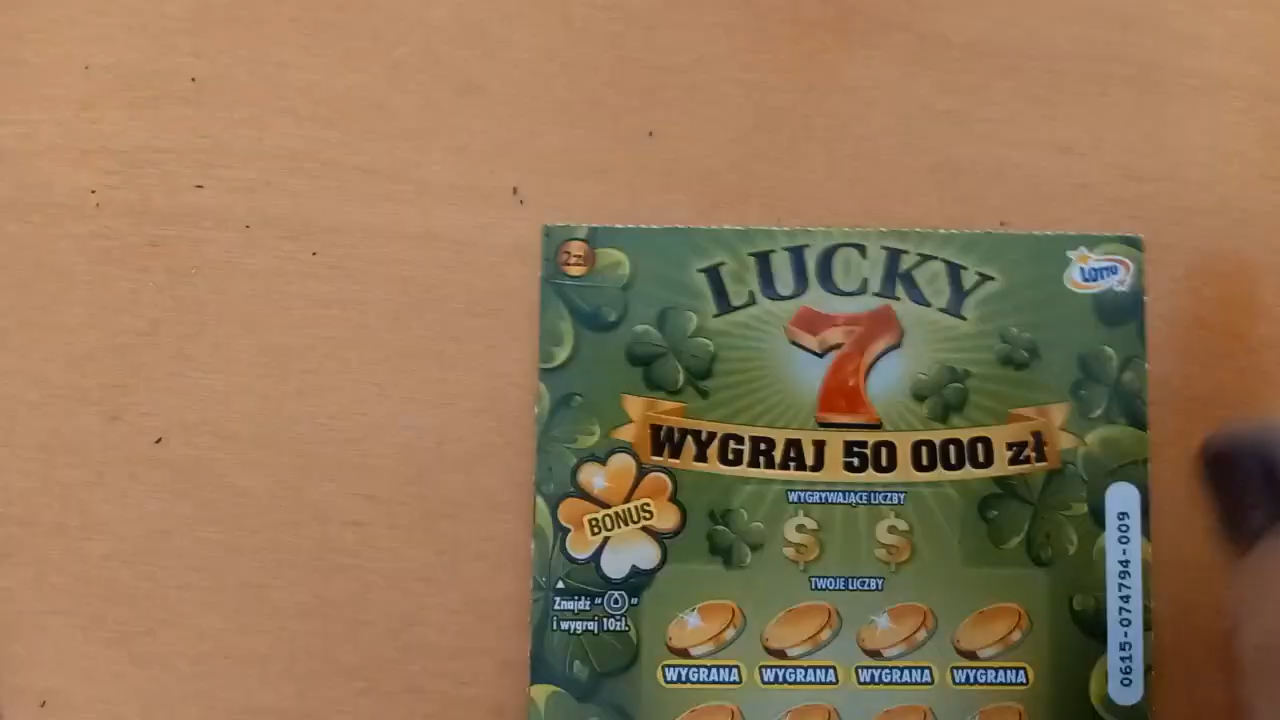 2zł
LUCKY
LOTTO
7
WYGRAJ 50 000 zł
WYGRYWAJĄCE LICZBY
$ $
BONUS
TWOJE LICZBY
Znajdź " "
i wygraj 10zł.
WYGRANA WYGRANA WYGRANA WYGRANA
0615-074794-009